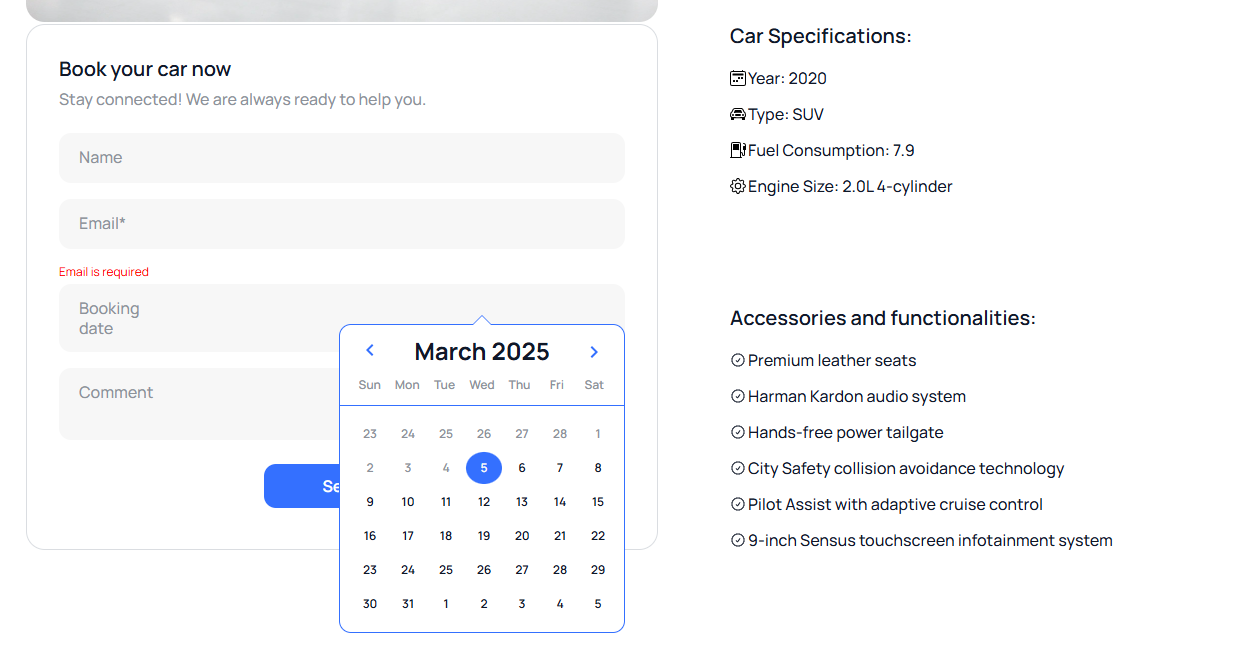 Book your car now
Stay connected! We are always ready to help you.
Name
Email*
Email is required
Booking
date
Comment
March 2025
Sun Mon Tue Wed Thu Fri Sat
23 24 25 26 27 28 1
2 3 4 5 6 7 8
9 10 11 12 13 14 15
16 17 18 19 20 21 22
23 24 25 26 27 28 29
30 31 1 2 3 4 5
Car Specifications:
Year: 2020
Type: SUV
Fuel Consumption: 7.9
Engine Size: 2.0L 4-cylinder
Accessories and functionalities:
Premium leather seats
Harman Kardon audio system
Hands-free power tailgate
City Safety collision avoidance technology
Pilot Assist with adaptive cruise control
9-inch Sensus touchscreen infotainment system